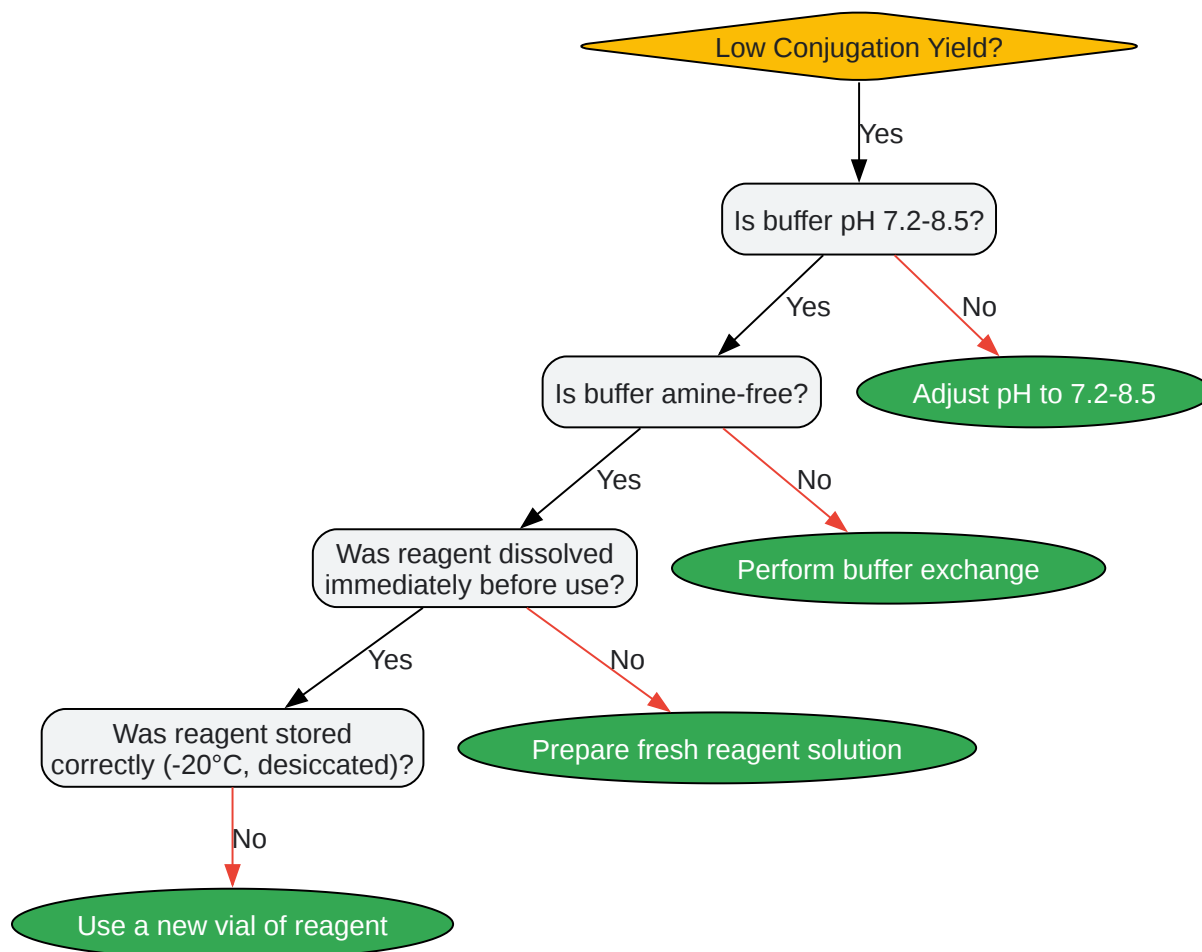 Low Conjugation Yield?
Yes
Is buffer pH 7.2-8.5?
Yes
No
Is buffer amine-free?
Adjust pH to 7.2-8.5
Yes
No
Was reagent dissolved
immediately before use?
Perform buffer exchange
Yes
No
Was reagent stored
correctly (-20°C, desiccated)?
Prepare fresh reagent solution
No
Use a new vial of reagent